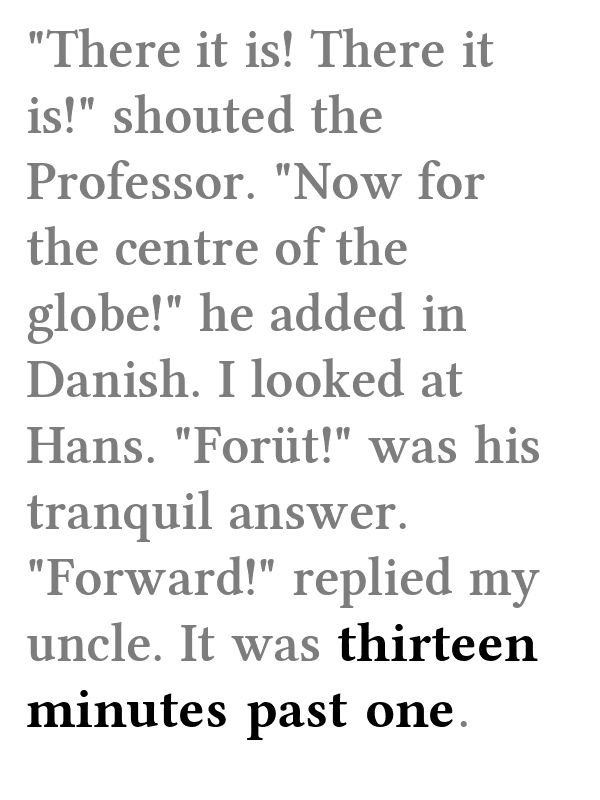 "There it is! There it
is!" shouted the
Professor. "Now for
the centre of the
globe!" he added in
Danish. I looked at
Hans. "Forüt!" was his
tranquil answer.
"Forward!" replied my
uncle. It was thirteen
minutes past one.